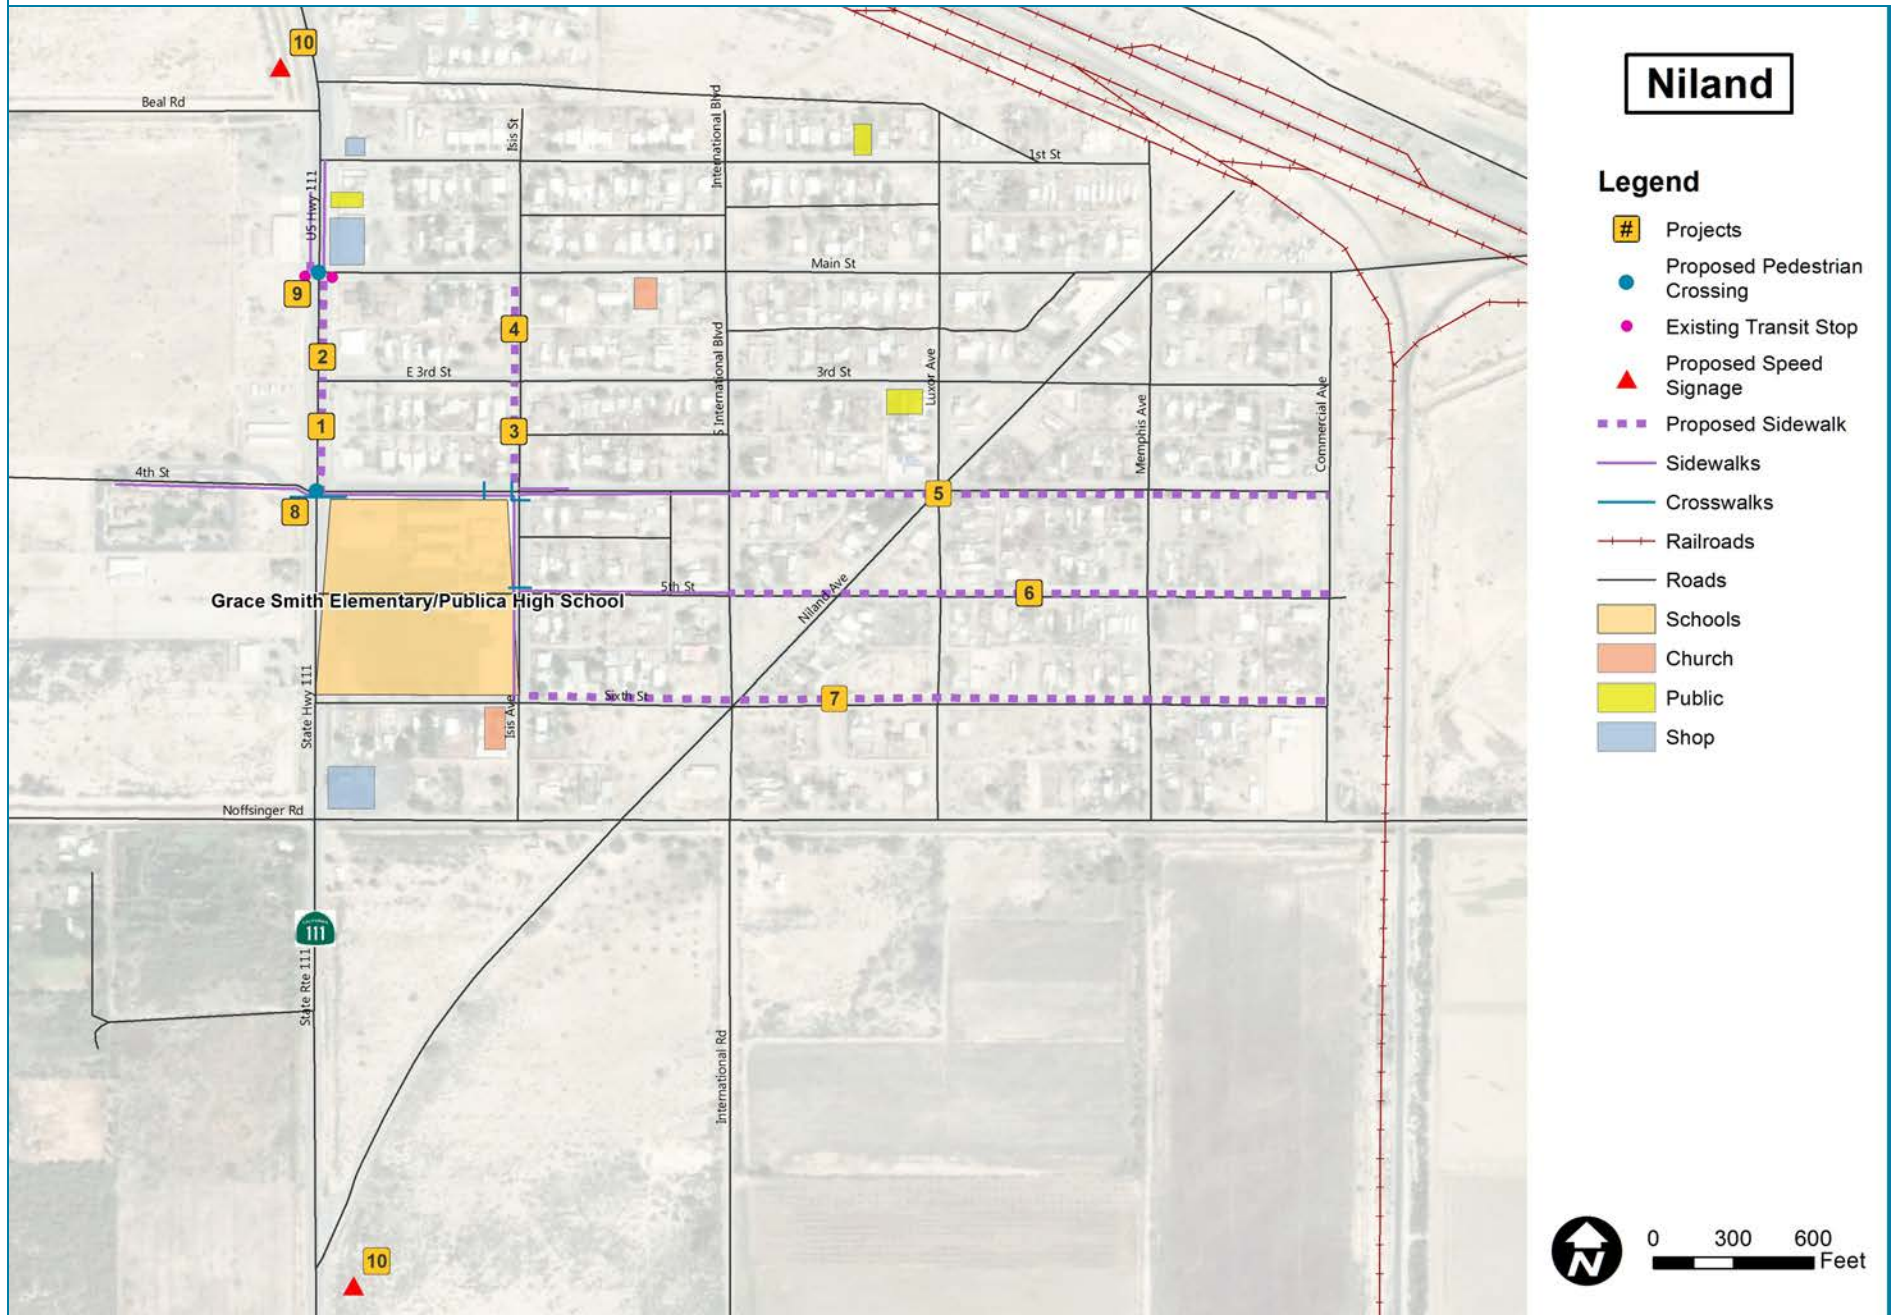 10
Beal Rd
Isis St
International Blvd
1st St
US Hwy 111
Main St
9
4
2
S International Blvd
E 3rd St
3rd St
Luxor Ave
Memphis Ave
Commercial Ave
1
3
4th St
5
8
5th St
6
Niland Ave
Grace Smith Elementary/Publica High School
State Hwy 111
Sixth St
7
Isis Ave
Noffsinger Rd
CALIFORNIA
111
State Rte 111
International Rd
10
Niland
Legend
# Projects
Proposed Pedestrian
Crossing
Existing Transit Stop
Proposed Speed
Signage
Proposed Sidewalk
Sidewalks
Crosswalks
Railroads
Roads
Schools
Church
Public
Shop
N
0 300 600
Feet